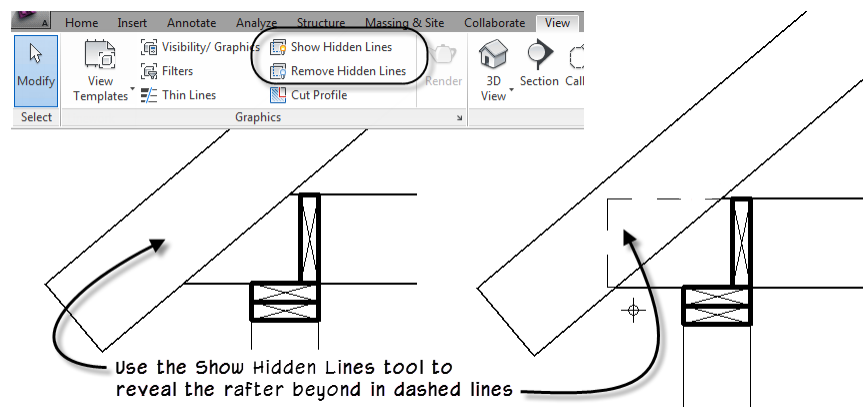 A
Home Insert Annotate Analyze Structure Massing & Site Collaborate View
Modify
View
Templates
Visibility/ Graphics
Filters
Thin Lines
Show Hidden Lines
Remove Hidden Lines
Cut Profile
Render
3D
View
Section
Call
Select
Graphics
Use the Show Hidden Lines tool to
reveal the rafter beyond in dashed lines